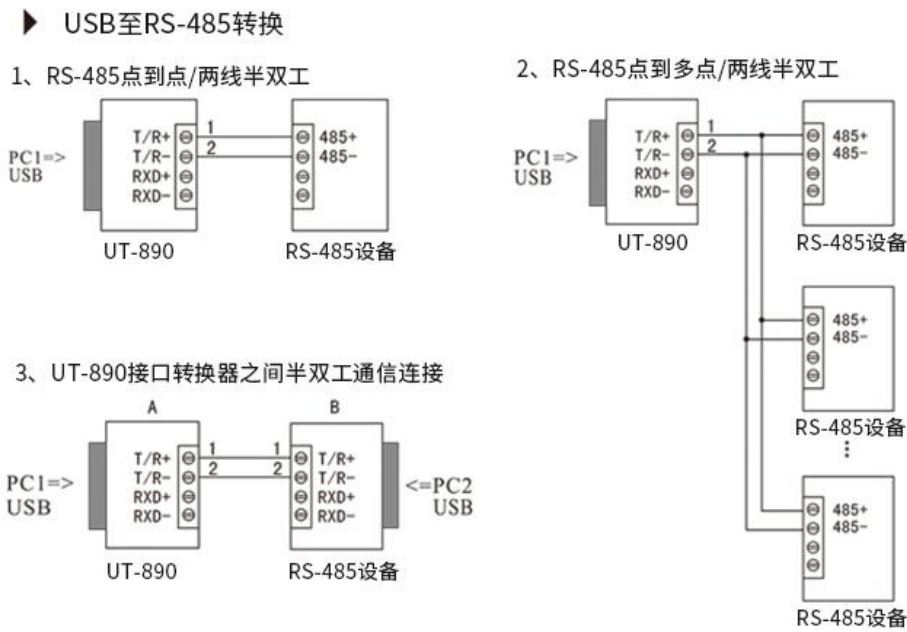 USB至RS-485转换
1、RS-485点到点/两线半双工
T/R+ 1 485+
T/R- 2 485-
RXD+
RXD-
PC1=>
USB
UT-890 RS-485设备
2、RS-485点到多点/两线半双工
T/R+ 1 485+
T/R- 2 485-
RXD+
RXD-
PC1=>
USB
UT-890 RS-485设备
485+
485-
RS-485设备
485+
485-
RS-485设备
3、UT-890接口转换器之间半双工通信连接
A B
T/R+ 1 1 T/R+
T/R- 2 2 T/R-
RXD+ RXD+
RXD- RXD-
PC1=> <=PC2
USB USB
UT-890 RS-485设备